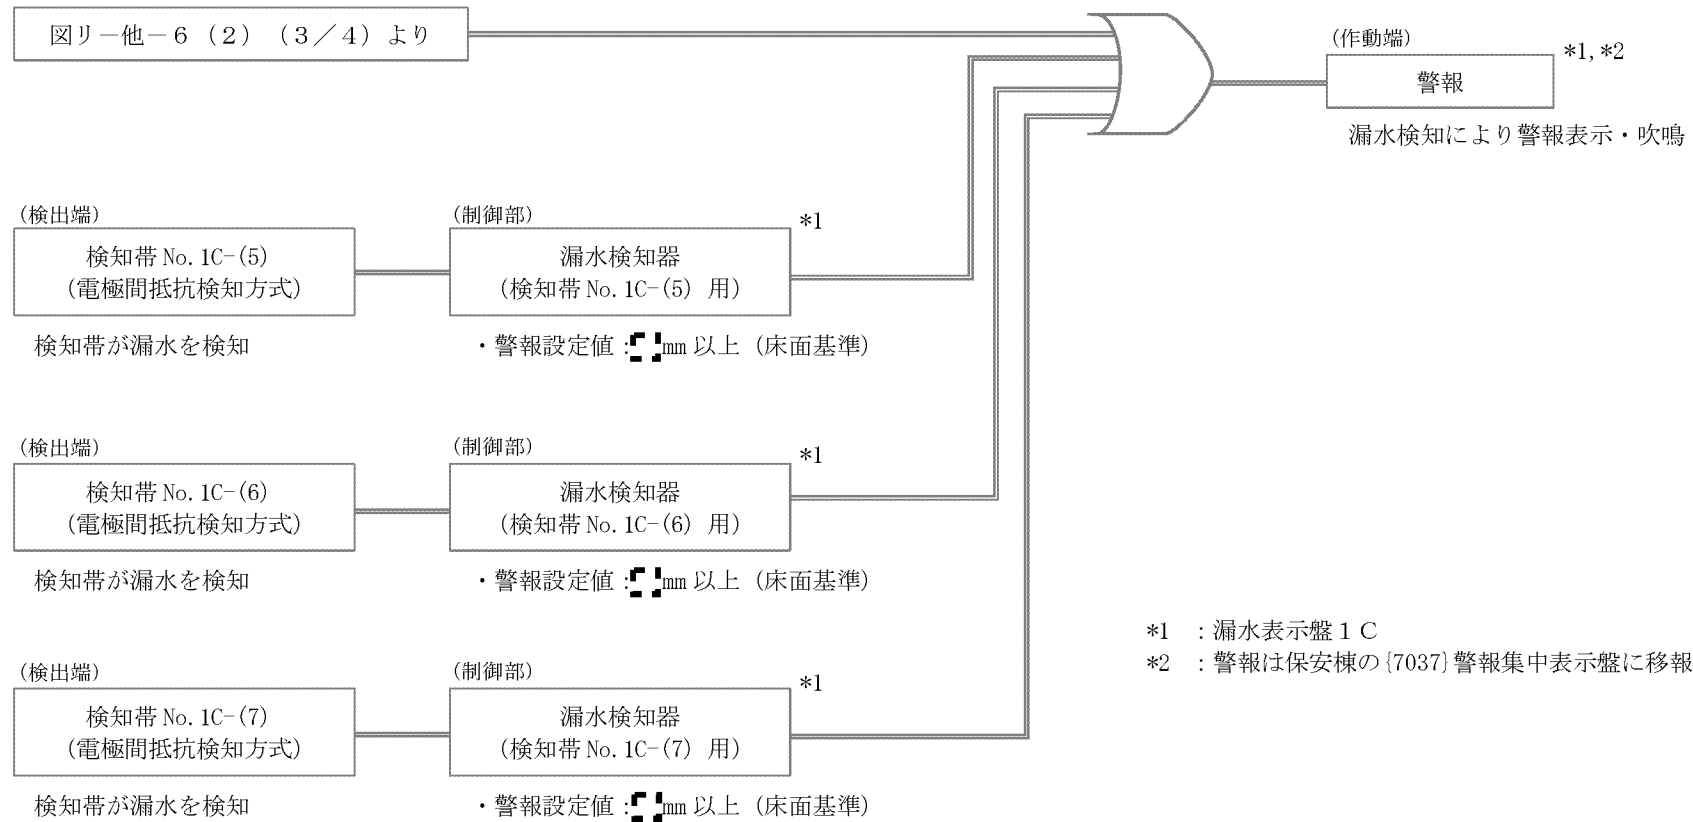 図リ－他－６（２）（３／４）より
(作動端)
*1,*2
警報
漏水検知により警報表示・吹鳴
(検出端)
検知帯 No.1C-(5)
(電極間抵抗検知方式)
検知帯が漏水を検知
(制御部)
*1
漏水検知器
(検知帯 No.1C-(5) 用)
・警報設定値：mm 以上 (床面基準)
(検出端)
検知帯 No.1C-(6)
(電極間抵抗検知方式)
検知帯が漏水を検知
(制御部)
*1
漏水検知器
(検知帯 No.1C-(6) 用)
・警報設定値：mm 以上 (床面基準)
(検出端)
検知帯 No.1C-(7)
(電極間抵抗検知方式)
検知帯が漏水を検知
(制御部)
*1
漏水検知器
(検知帯 No.1C-(7) 用)
・警報設定値：mm 以上 (床面基準)
*1 ：漏水表示盤１Ｃ
*2 ：警報は保安棟の{7037}警報集中表示盤に移報